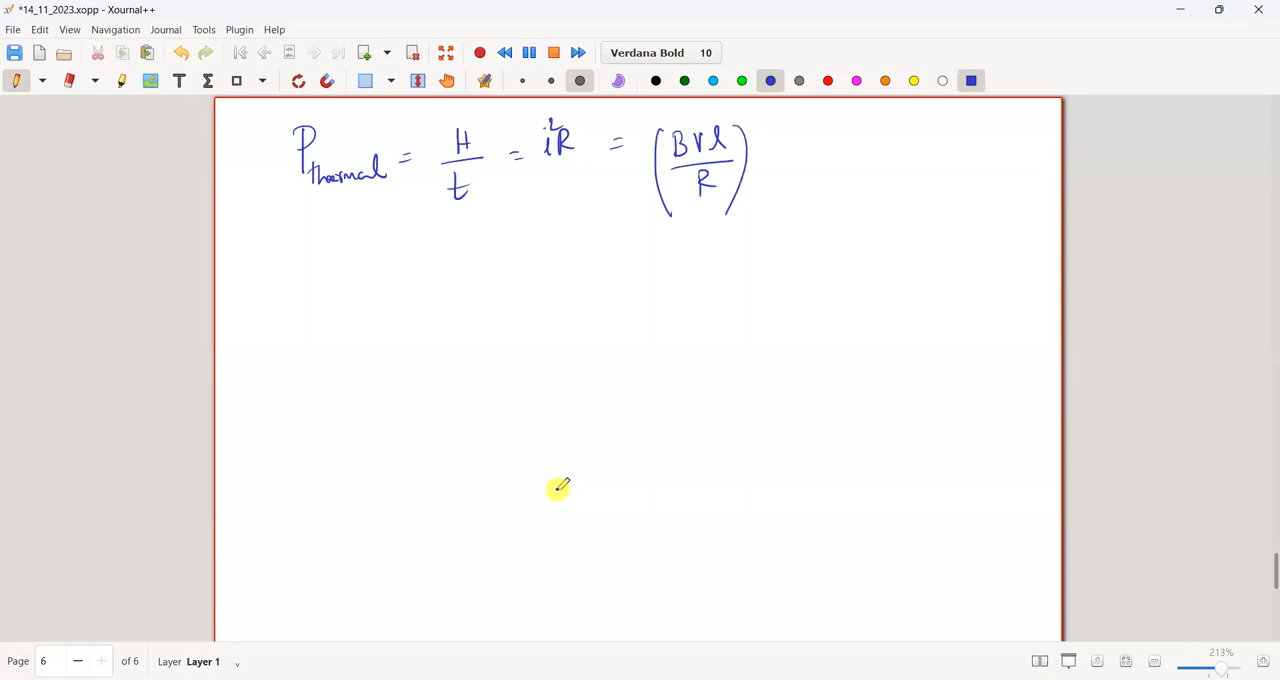 *14_11_2023.xopp - Xournal++
File Edit View Navigation Journal Tools Plugin Help
Verdana Bold 10
P_thermal = H/t = i²R = (Bvl/R)
Page 6 of 6 Layer Layer 1 213%